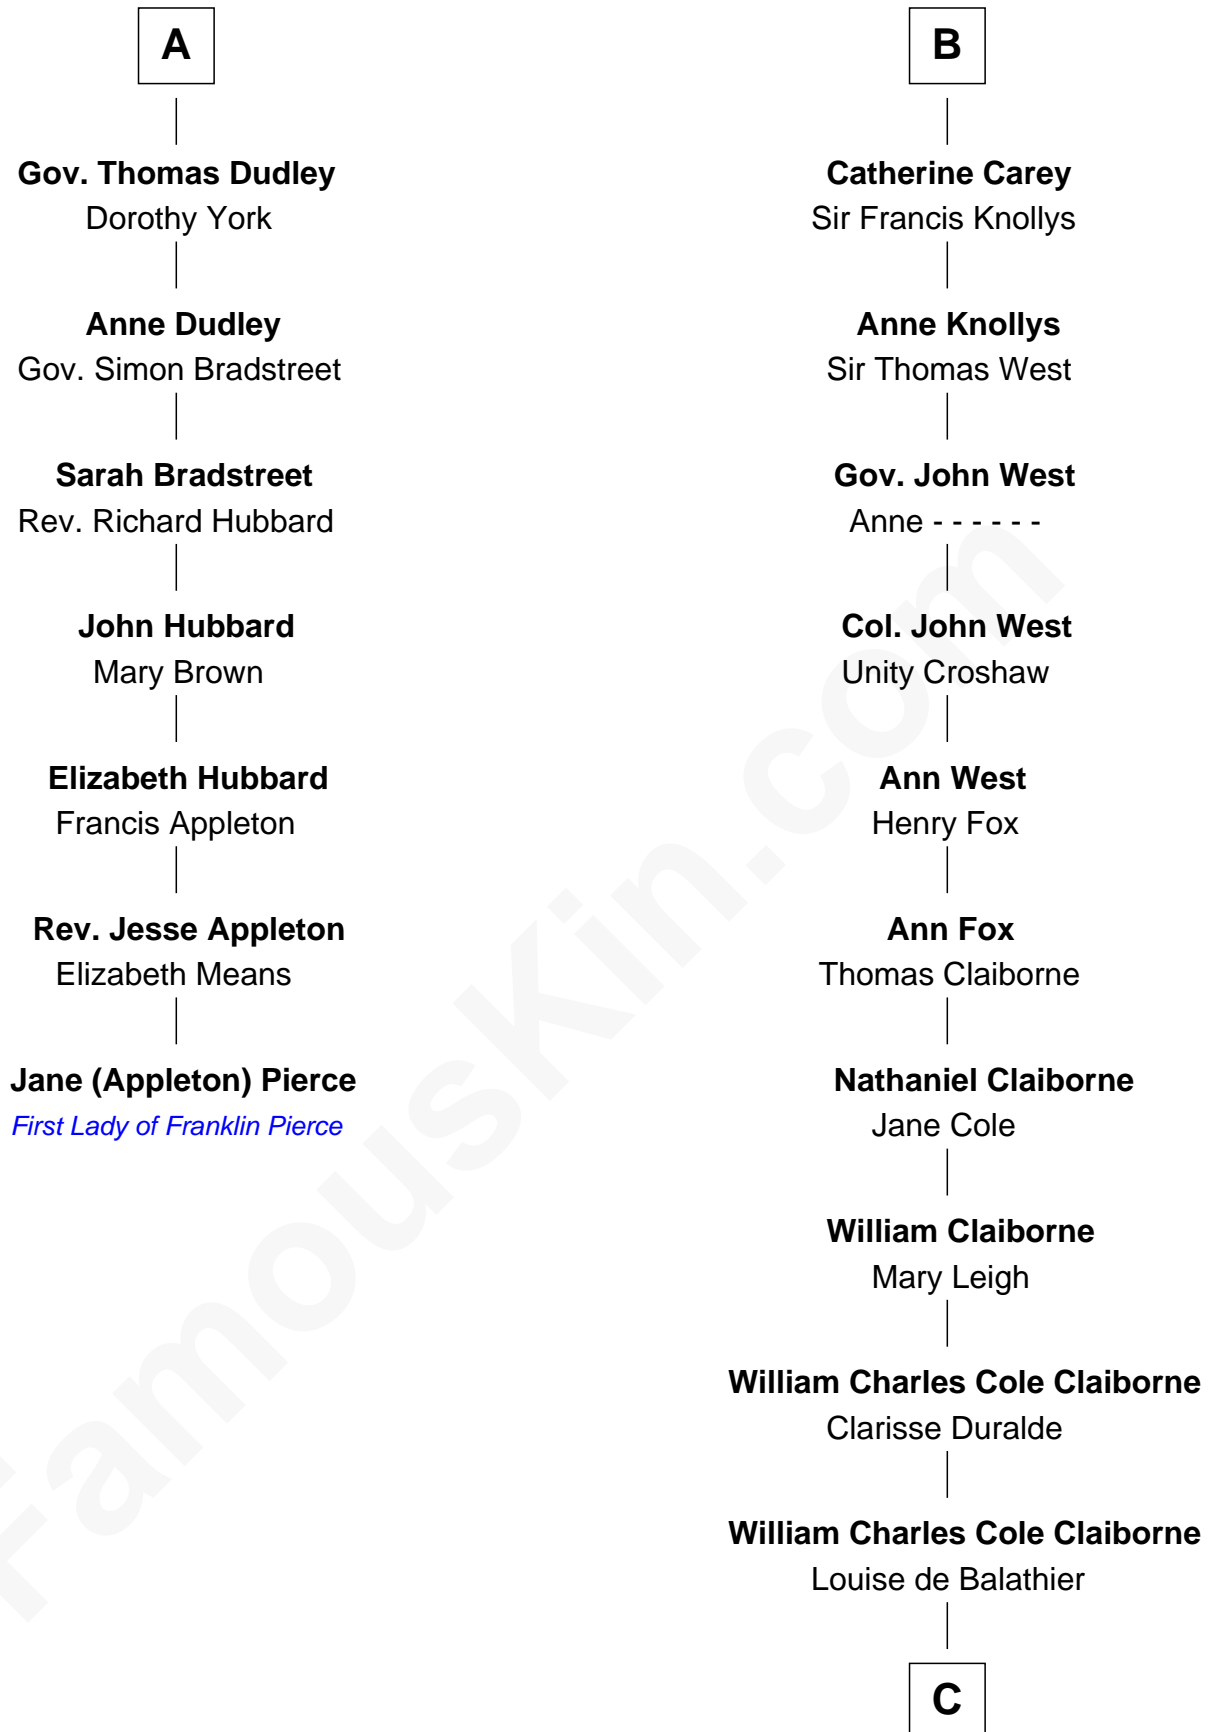 A
Gov. Thomas Dudley
Dorothy York
Anne Dudley
Gov. Simon Bradstreet
Sarah Bradstreet
Rev. Richard Hubbard
John Hubbard
Mary Brown
Elizabeth Hubbard
Francis Appleton
Rev. Jesse Appleton
Elizabeth Means
Jane (Appleton) Pierce
First Lady of Franklin Pierce
B
Catherine Carey
Sir Francis Knollys
Anne Knollys
Sir Thomas West
Gov. John West
Anne - - - - - -
Col. John West
Unity Croshaw
Ann West
Henry Fox
Ann Fox
Thomas Claiborne
Nathaniel Claiborne
Jane Cole
William Claiborne
Mary Leigh
William Charles Cole Claiborne
Clarisse Duralde
William Charles Cole Claiborne
Louise de Balathier
C
FamousKin.com